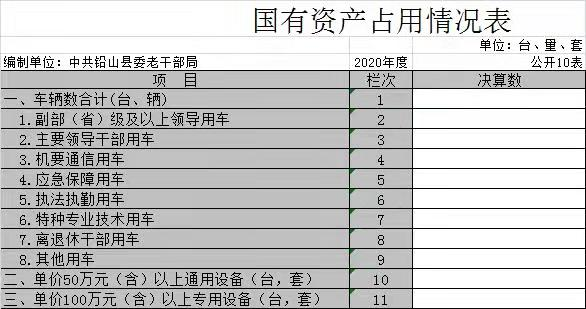 国有资产占用情况表
单位：台、量、套
编制单位：中共铅山县委老干部局 2020年度 公开10表
项 目 栏次 决算数
一、车辆数合计(台、辆) 1
1.副部（省）级及以上领导用车 2
2.主要领导干部用车 3
3.机要通信用车 4
4.应急保障用车 5
5.执法执勤用车 6
6.特种专业技术用车 7
7.离退休干部用车 8
8.其他用车 9
二、单价50万元（含）以上通用设备（台，套） 10
三、单价100万元（含）以上专用设备（台，套） 11